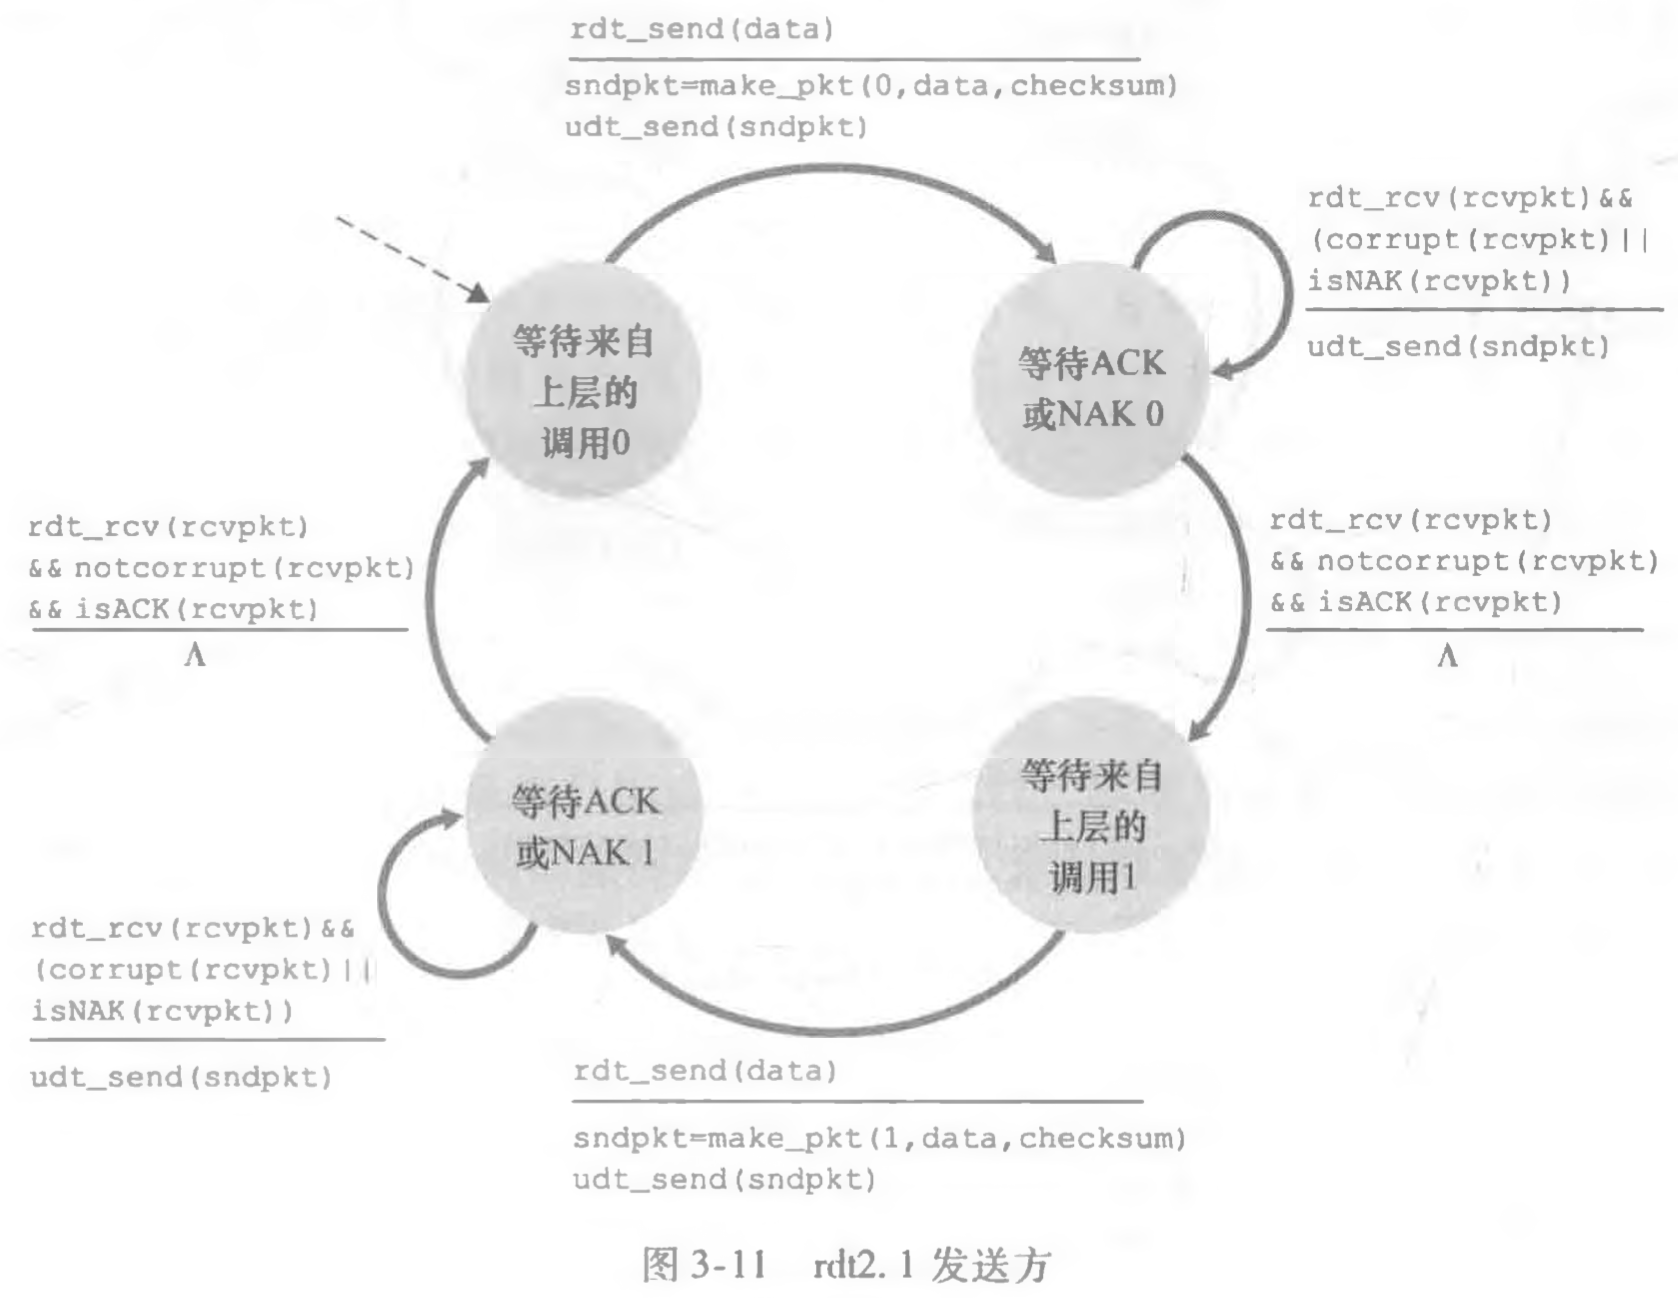 rdt_send(data)
sndpkt=make_pkt(0,data,checksum)
udt_send(sndpkt)
rdt_rcv(rcvpkt)&&
(corrupt(rcvpkt)||
isNAK(rcvpkt))
udt_send(sndpkt)
等待来自
上层的
调用0
等待ACK
或NAK 0
rdt_rcv(rcvpkt)
&& notcorrupt(rcvpkt)
&& isACK(rcvpkt)
Λ
rdt_rcv(rcvpkt)
&& notcorrupt(rcvpkt)
&& isACK(rcvpkt)
Λ
等待ACK
或NAK 1
等待来自
上层的
调用1
rdt_rcv(rcvpkt)&&
(corrupt(rcvpkt)||
isNAK(rcvpkt))
udt_send(sndpkt)
rdt_send(data)
sndpkt=make_pkt(1,data,checksum)
udt_send(sndpkt)
图 3-11 rdt2. 1 发送方